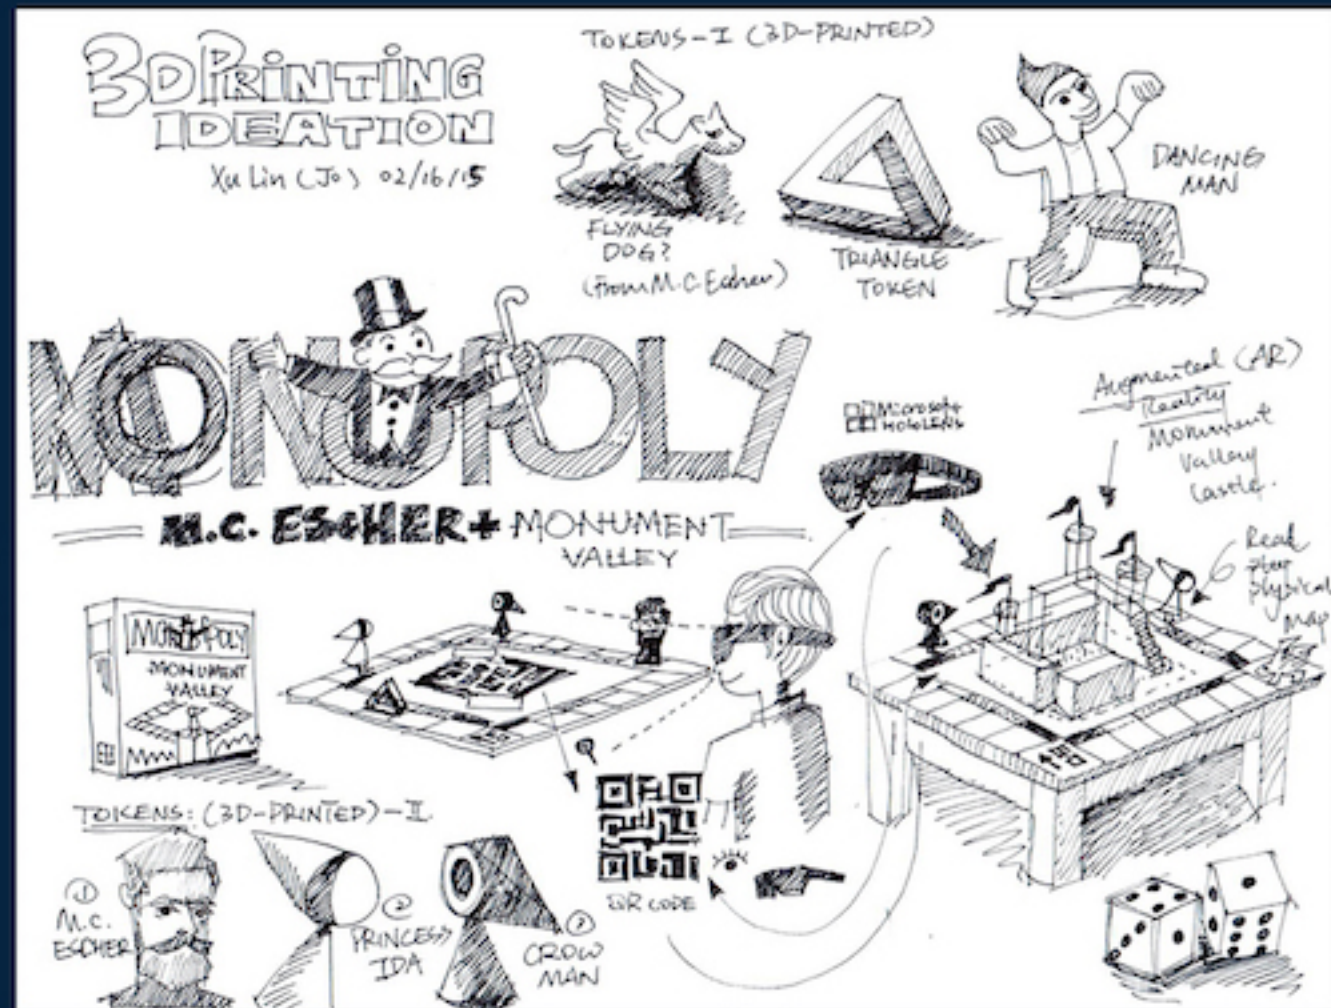 3D PRINTING
IDEATION
Xu Lin (Jo) 02/16/15
TOKENS-I (3D-PRINTED)
FLYING
DOG?
(from M.C. Escher)
TRIANGLE
TOKEN
DANCING
MAN
MONOPOLY
M.C. ESCHER + MONUMENT
VALLEY
Microsoft
HOLOLENS
Augmented (AR)
Reality
Monument
Valley
Castle.
Real
physical
Map
MONOPOLY
MONUMENT
VALLEY
QR CODE
TOKENS: (3D-PRINTED)-II.
① M.C.
ESCHER
② PRINCESS
IDA
③ CROW
MAN